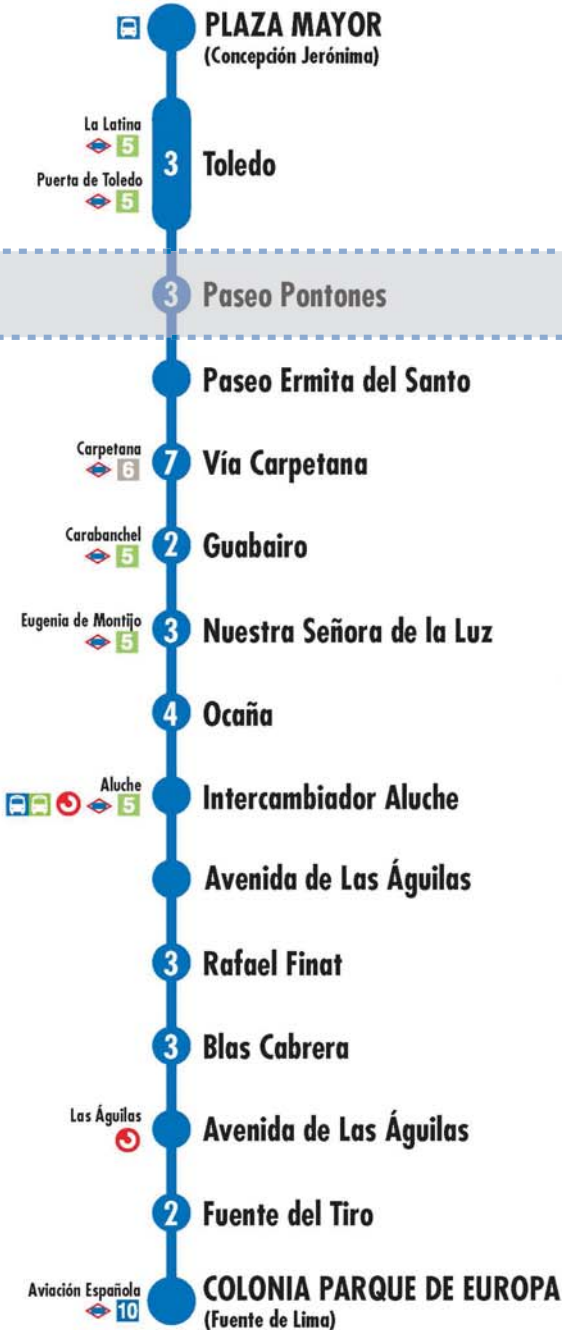 PLAZA MAYOR
(Concepción Jerónima)
La Latina
5
Puerta de Toledo
5
3 Toledo
3 Paseo Pontones
Paseo Ermita del Santo
Carpetana
6
7 Vía Carpetana
Carabanchel
5
2 Guabairo
Eugenia de Montijo
5
3 Nuestra Señora de la Luz
4 Ocaña
Aluche
5
Intercambiador Aluche
Avenida de Las Águilas
3 Rafael Finat
3 Blas Cabrera
Las Águilas
Avenida de Las Águilas
2 Fuente del Tiro
Aviación Española
10
COLONIA PARQUE DE EUROPA
(Fuente de Lima)